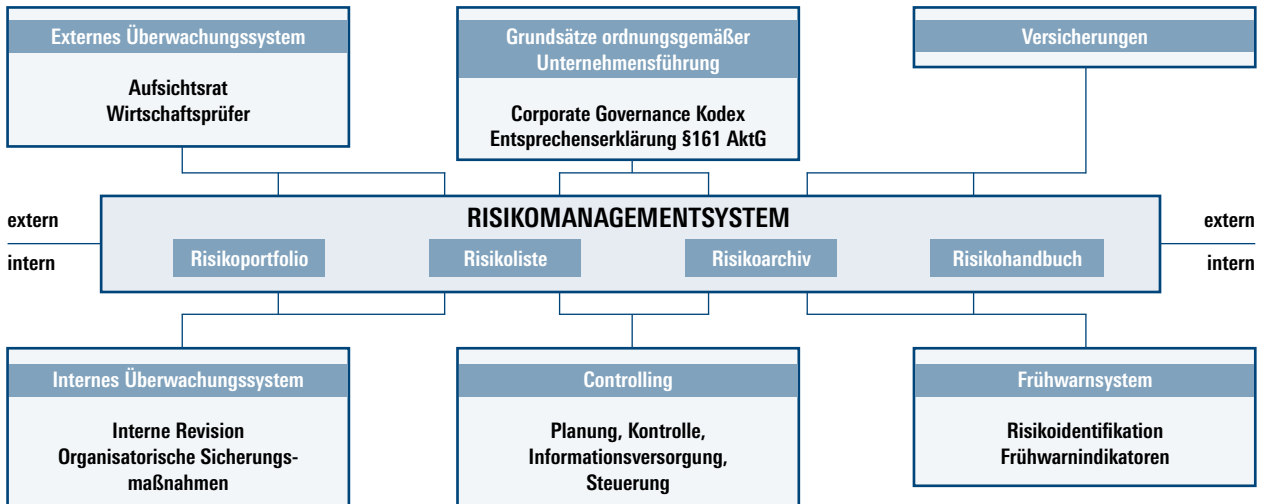 Externes Überwachungssystem
Aufsichtsrat
Wirtschaftsprüfer
Grundsätze ordnungsgemäßer
Unternehmensführung
Corporate Governance Kodex
Entsprechenserklärung §161 AktG
Versicherungen
extern
intern
RISIKOMANAGEMENTSYSTEM
Risikoportfolio
Risikoliste
Risikoarchiv
Risikohandbuch
extern
intern
Internes Überwachungssystem
Interne Revision
Organisatorische Sicherungs-
maßnahmen
Controlling
Planung, Kontrolle,
Informationsversorgung,
Steuerung
Frühwarnsystem
Risikoidentifikation
Frühwarnindikatoren